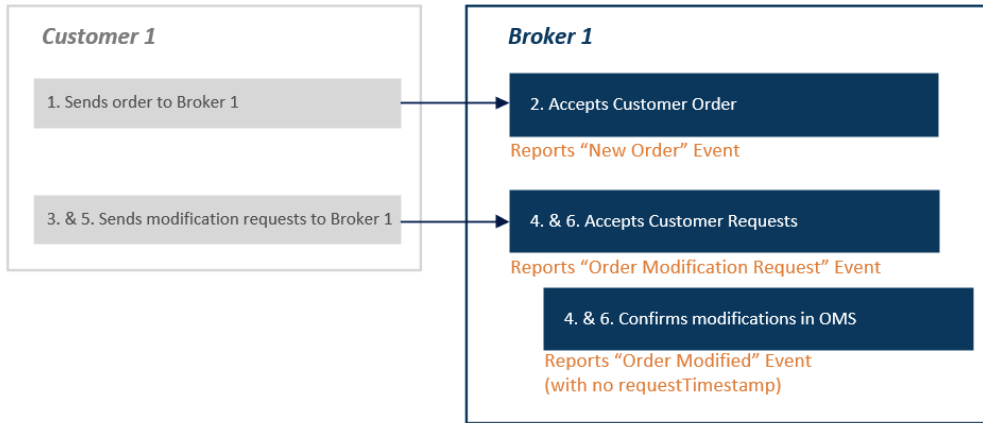 Customer 1
1. Sends order to Broker 1
3. & 5. Sends modification requests to Broker 1
Broker 1
2. Accepts Customer Order
Reports “New Order” Event
4. & 6. Accepts Customer Requests
Reports “Order Modification Request” Event
4. & 6. Confirms modifications in OMS
Reports “Order Modified” Event
(with no requestTimestamp)